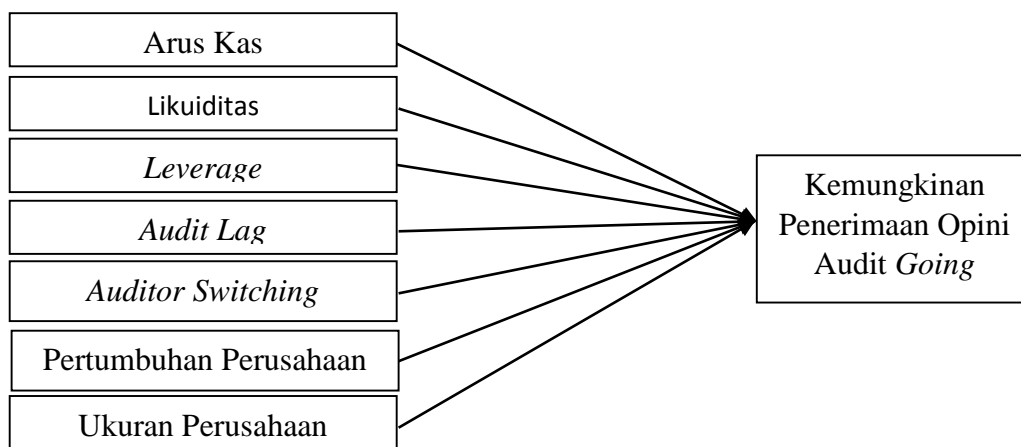 Arus Kas
Likuiditas
Leverage
Audit Lag
Auditor Switching
Pertumbuhan Perusahaan
Ukuran Perusahaan
Kemungkinan
Penerimaan Opini
Audit Going